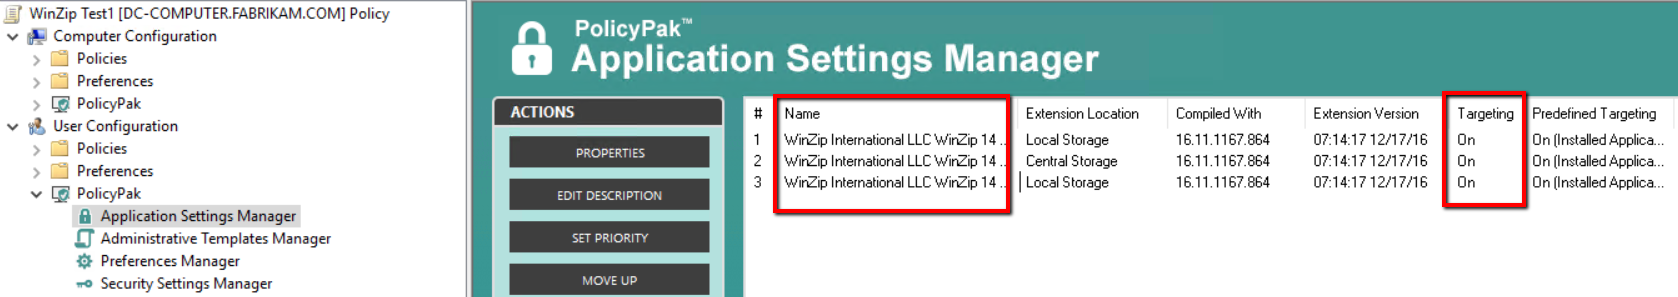 WinZip Test1 [DC-COMPUTER.FABRIKAM.COM] Policy
Computer Configuration
Policies
Preferences
PolicyPak
User Configuration
Policies
Preferences
PolicyPak
Application Settings Manager
Administrative Templates Manager
Preferences Manager
Security Settings Manager
PolicyPak™
Application Settings Manager
ACTIONS
PROPERTIES
EDIT DESCRIPTION
SET PRIORITY
MOVE UP
# Name Extension Location Compiled With Extension Version Targeting Predefined Targeting
1 WinZip International LLC WinZip 14 ... Local Storage 16.11.1167.864 07:14:17 12/17/16 On On (Installed Applica...
2 WinZip International LLC WinZip 14 ... Central Storage 16.11.1167.864 07:14:17 12/17/16 On On (Installed Applica...
3 WinZip International LLC WinZip 14 ... Local Storage 16.11.1167.864 07:14:17 12/17/16 On On (Installed Applica...